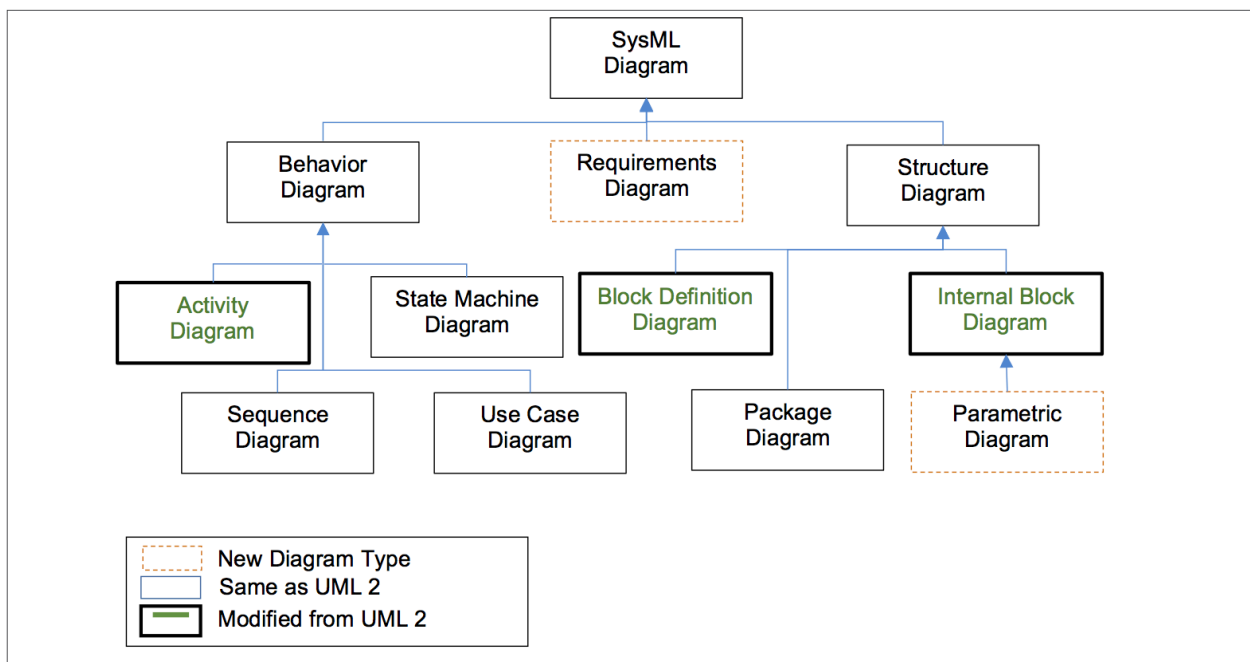 SysML
Diagram
Behavior
Diagram
Requirements
Diagram
Structure
Diagram
Activity
Diagram
State Machine
Diagram
Block Definition
Diagram
Internal Block
Diagram
Sequence
Diagram
Use Case
Diagram
Package
Diagram
Parametric
Diagram
New Diagram Type
Same as UML 2
Modified from UML 2